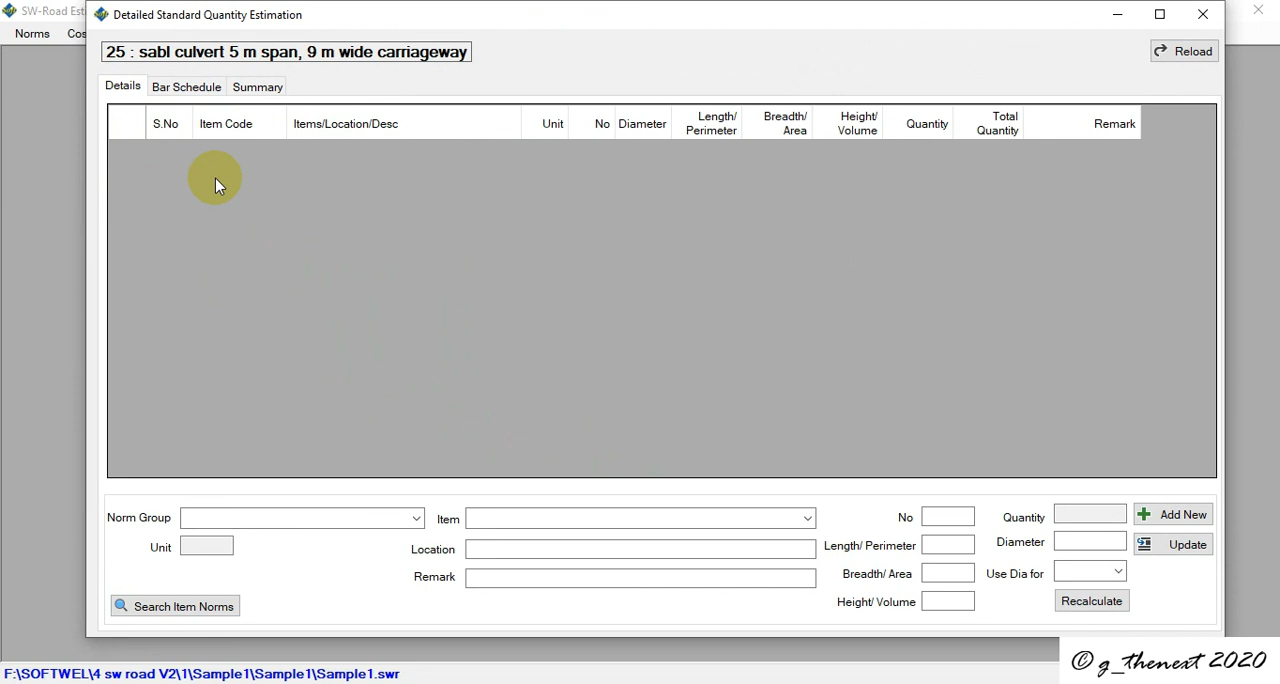 SW-Road Est
Detailed Standard Quantity Estimation
Norms Cos
25 : sabl culvert 5 m span, 9 m wide carriageway
Reload
Details Bar Schedule Summary
S.No Item Code Items/Location/Desc Unit No Diameter Length/ Perimeter Breadth/ Area Height/ Volume Quantity Total Quantity Remark
Norm Group Item No Quantity Add New
Unit Location Length/ Perimeter Diameter Update
Remark Breadth/ Area Use Dia for
Search Item Norms Height/ Volume Recalculate
F:\SOFTWEL\4 sw road V2\1\Sample1\Sample1\Sample1.swr
© g_thenext 2020